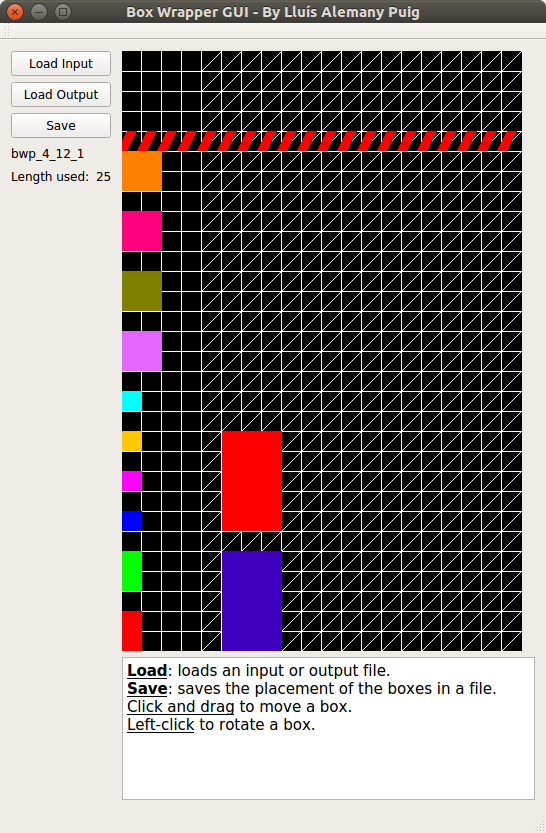 Box Wrapper GUI - By Lluís Alemany Puig
Load Input
Load Output
Save
bwp_4_12_1
Length used: 25
Load: loads an input or output file.
Save: saves the placement of the boxes in a file.
Click and drag to move a box.
Left-click to rotate a box.